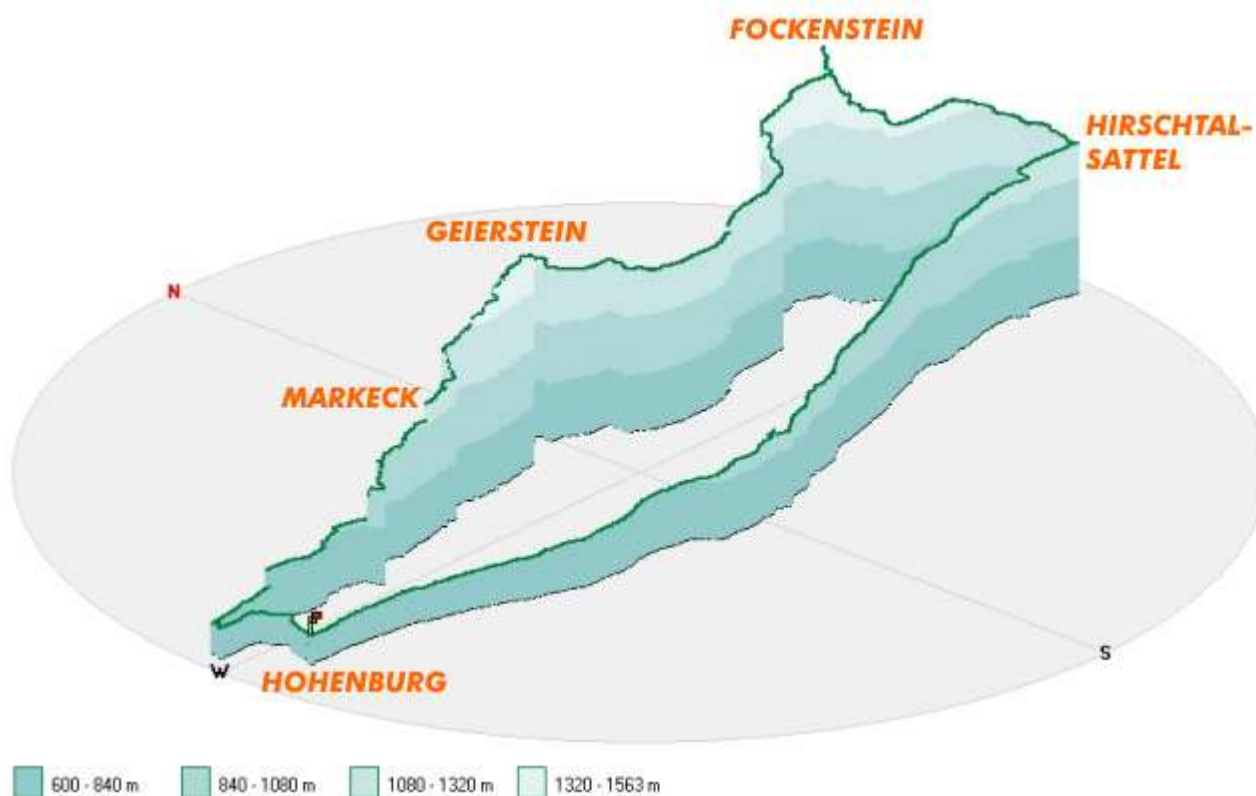 FOCKENSTEIN
HIRSCHTAL-
SATTEL
GEIERSTEIN
N
MARKECK
S
W
HOHENBURG
600 - 840 m
840 - 1080 m
1080 - 1320 m
1320 - 1563 m